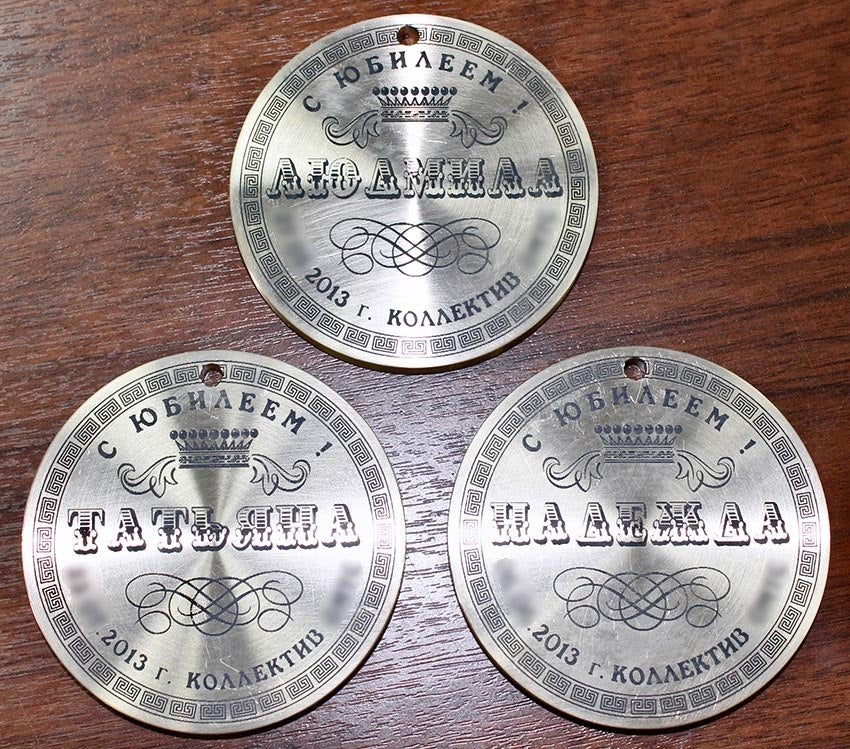 С ЮБИЛЕЕМ !
ЛЮДМИЛА
2013 г. КОЛЛЕКТИВ
С ЮБИЛЕЕМ !
ТАТЬЯНА
.2013 г. КОЛЛЕКТИВ
С ЮБИЛЕЕМ !
НАДЕЖДА
.2013 г. КОЛЛЕКТИВ